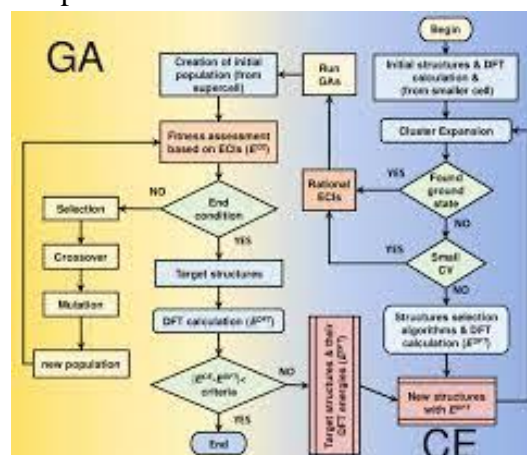 GA
Begin
Creation of initial
population (from
supercell)
Run
GAs
Initial structures & DFT
calculation &
(from smaller cell)
Fitness assessment
based on ECIs (E^CE)
Cluster Expansion
NO
End
condition
YES
Rational
ECIs
YES
Found
ground
state
NO
Selection
Crossover
Mutation
new population
Target structures
YES
Small
CV
NO
DFT calculation (E^DFT)
Structures selection
algorithms & DFT
calculation (E^DFT)
|E^CE-E^DFT|<
criteria
NO
YES
Target structures & their
DFT energies (E^DFT)
New structures
with E^DFT
End
CE